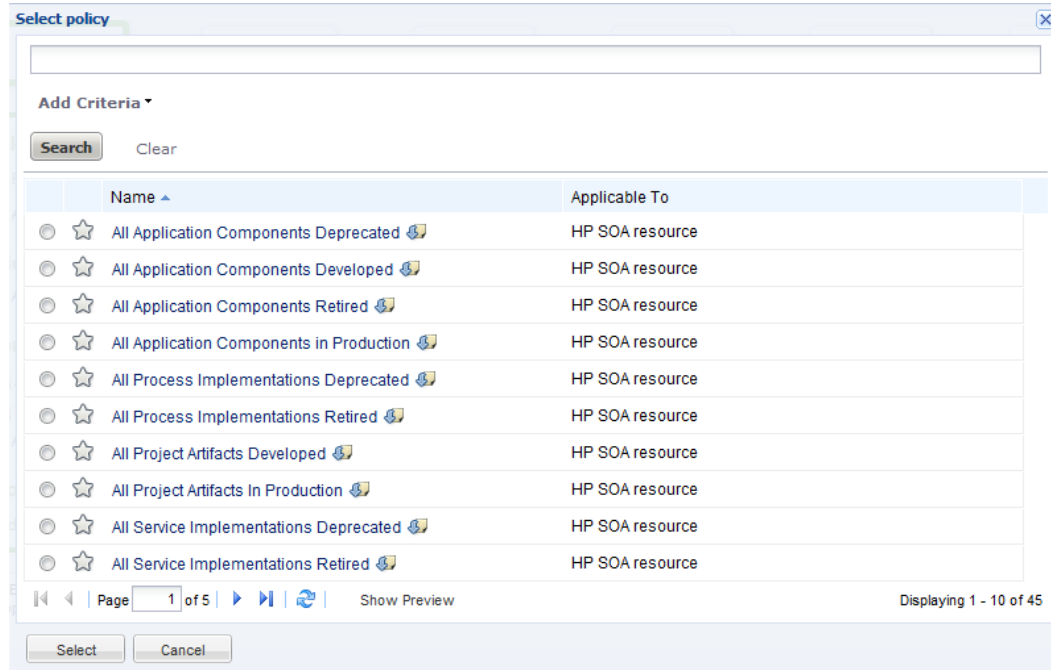 Select policy
Add Criteria
Search Clear
Name Applicable To
All Application Components Deprecated HP SOA resource
All Application Components Developed HP SOA resource
All Application Components Retired HP SOA resource
All Application Components in Production HP SOA resource
All Process Implementations Deprecated HP SOA resource
All Process Implementations Retired HP SOA resource
All Project Artifacts Developed HP SOA resource
All Project Artifacts In Production HP SOA resource
All Service Implementations Deprecated HP SOA resource
All Service Implementations Retired HP SOA resource
Page 1 of 5 Show Preview Displaying 1 - 10 of 45
Select Cancel